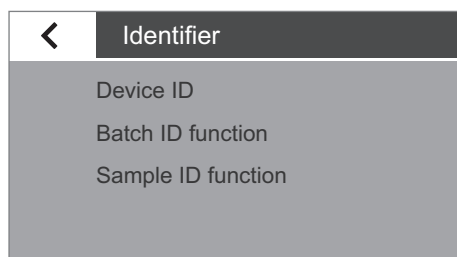 Identifier
Device ID
Batch ID function
Sample ID function